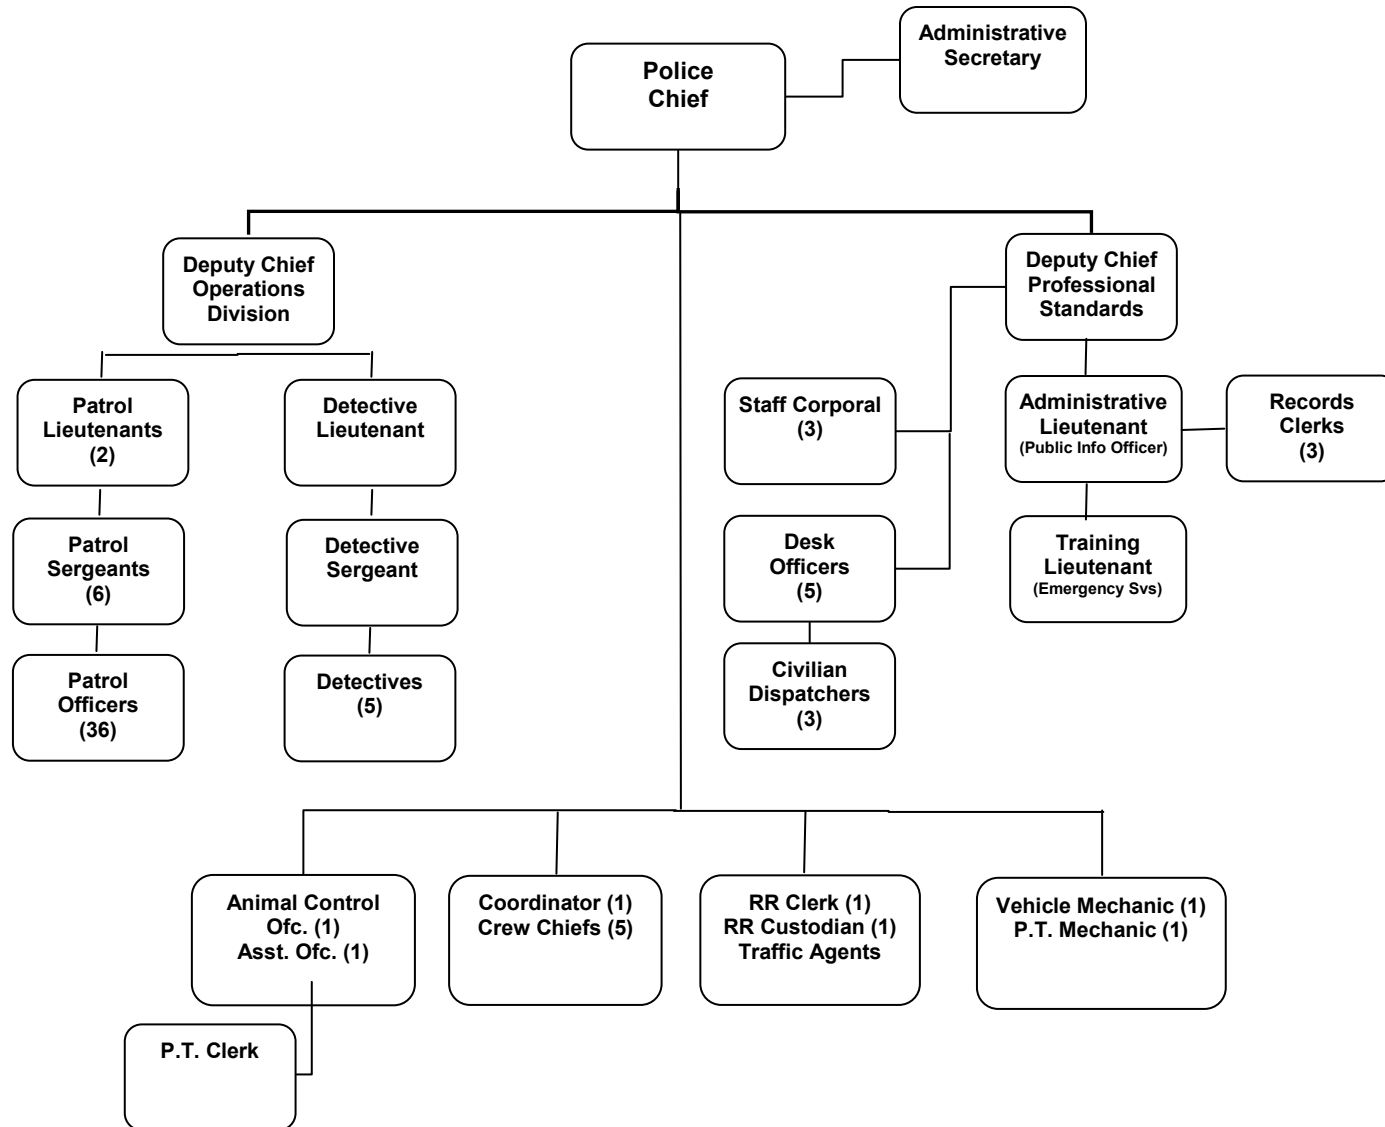 Police
Chief
Administrative
Secretary
Deputy Chief
Operations
Division
Deputy Chief
Professional
Standards
Patrol
Lieutenants
(2)
Detective
Lieutenant
Staff Corporal
(3)
Administrative
Lieutenant
(Public Info Officer)
Records
Clerks
(3)
Patrol
Sergeants
(6)
Detective
Sergeant
Desk
Officers
(5)
Training
Lieutenant
(Emergency Svs)
Patrol
Officers
(36)
Detectives
(5)
Civilian
Dispatchers
(3)
Animal Control
Ofc. (1)
Asst. Ofc. (1)
Coordinator (1)
Crew Chiefs (5)
RR Clerk (1)
RR Custodian (1)
Traffic Agents
Vehicle Mechanic (1)
P.T. Mechanic (1)
P.T. Clerk